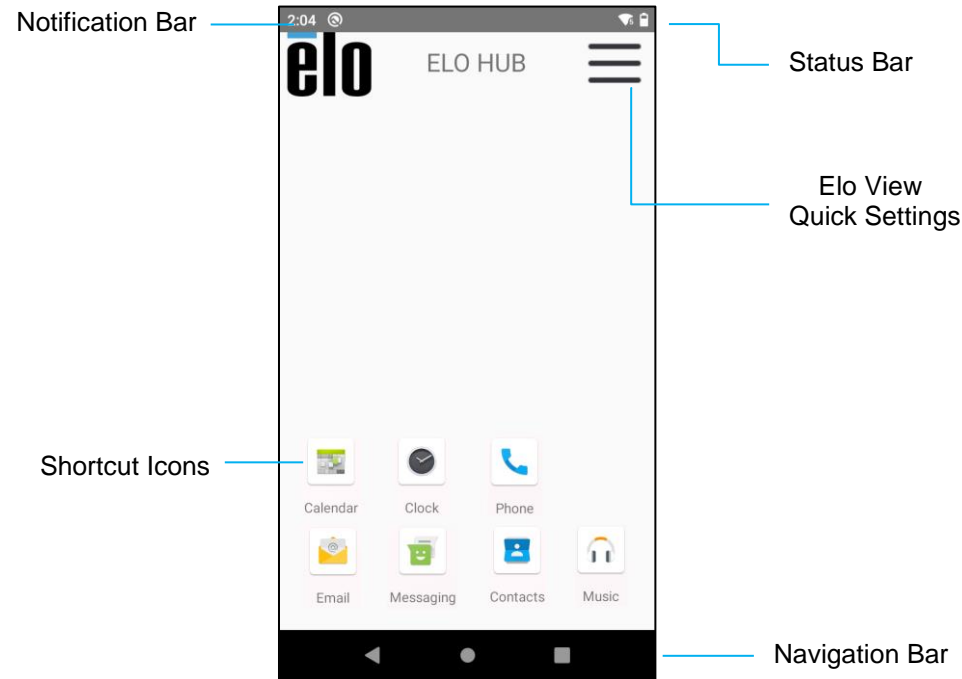 Notification Bar
2:04
Status Bar
elo
ELO HUB
Elo View
Quick Settings
Shortcut Icons
Calendar
Clock
Phone
Email
Messaging
Contacts
Music
Navigation Bar